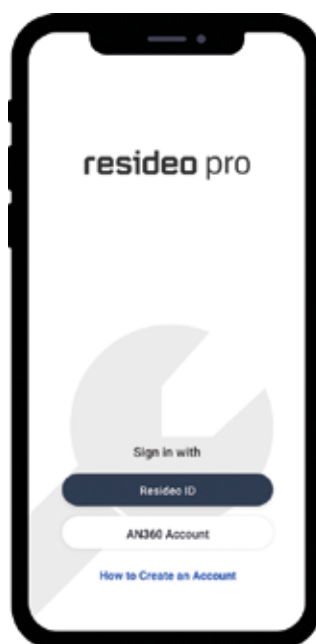 resideo pro
Sign in with
Resideo ID
AN360 Account
How to Create an Account